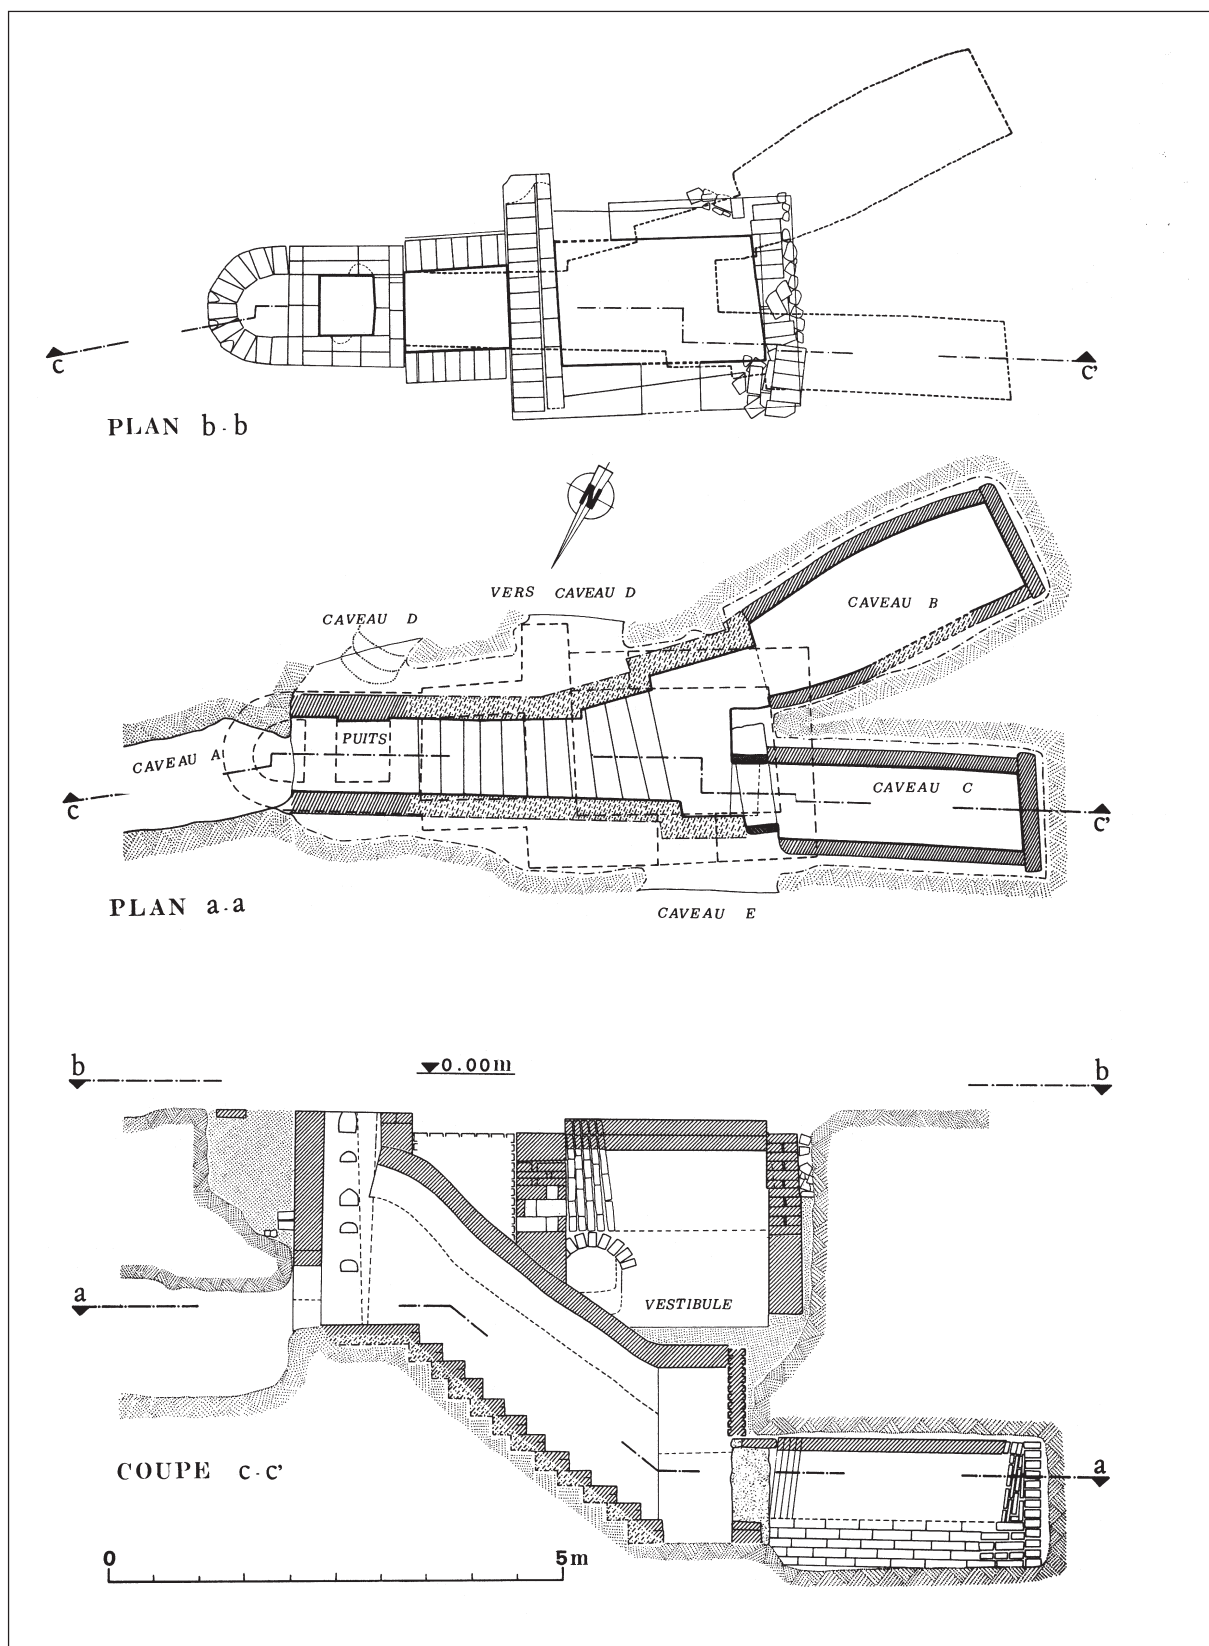 c
c'
PLAN b-b
N
VERS CAVEAU D
CAVEAU D
CAVEAU B
PUITS
CAVEAU A
CAVEAU C
c
c'
PLAN a-a
CAVEAU E
b
0.00m
b
a
VESTIBULE
COUPE c-c'
a
0
5m